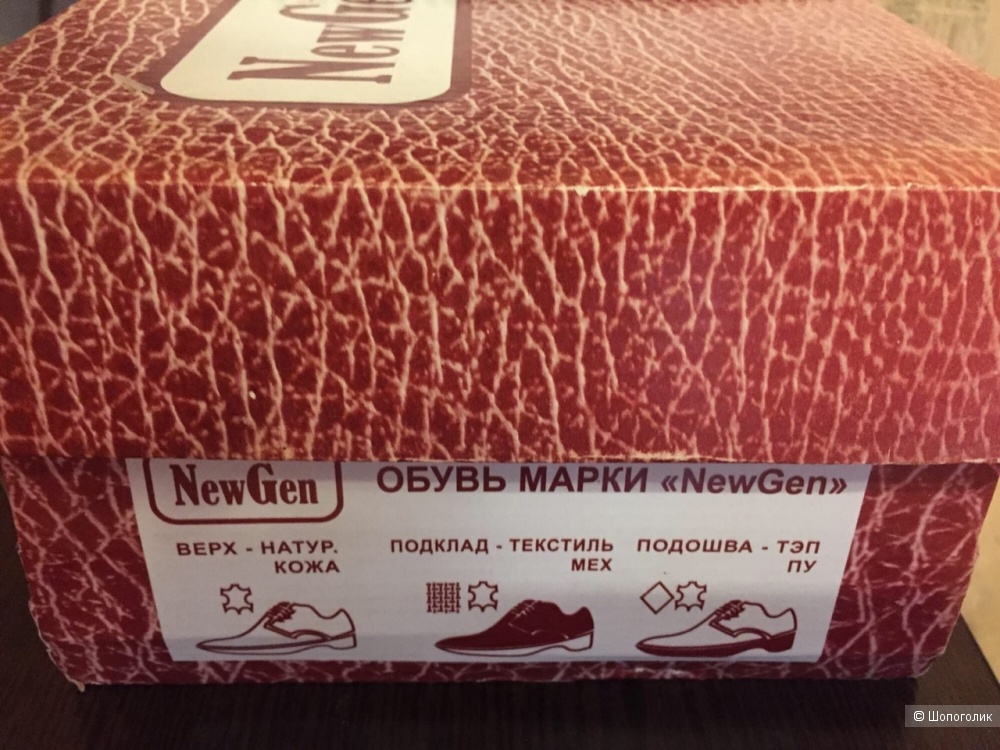 NewGen
NewGen
ОБУВЬ МАРКИ «NewGen»
ВЕРХ - НАТУР.
КОЖА
ПОДКЛАД - ТЕКСТИЛЬ
МЕХ
ПОДОШВА - ТЭП
ПУ
© Шопоголик